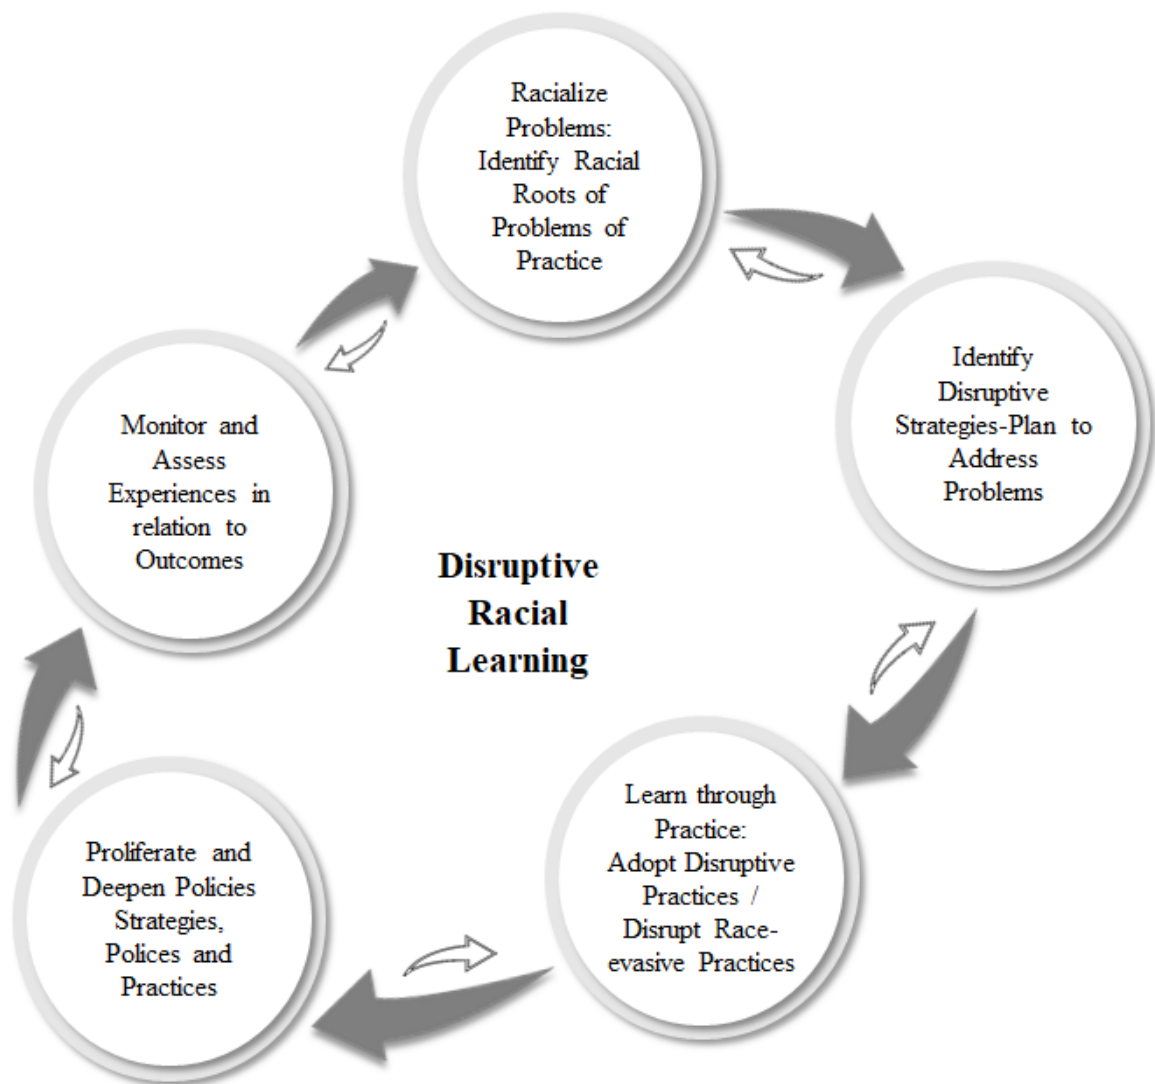 Racialize
Problems:
Identify Racial
Roots of
Problems of
Practice
Identify
Disruptive
Strategies-Plan to
Address
Problems
Learn through
Practice:
Adopt Disruptive
Practices /
Disrupt Race-
evasive Practices
Proliferate and
Deepen Policies
Strategies,
Polices and
Practices
Monitor and
Assess
Experiences in
relation to
Outcomes
Disruptive
Racial
Learning